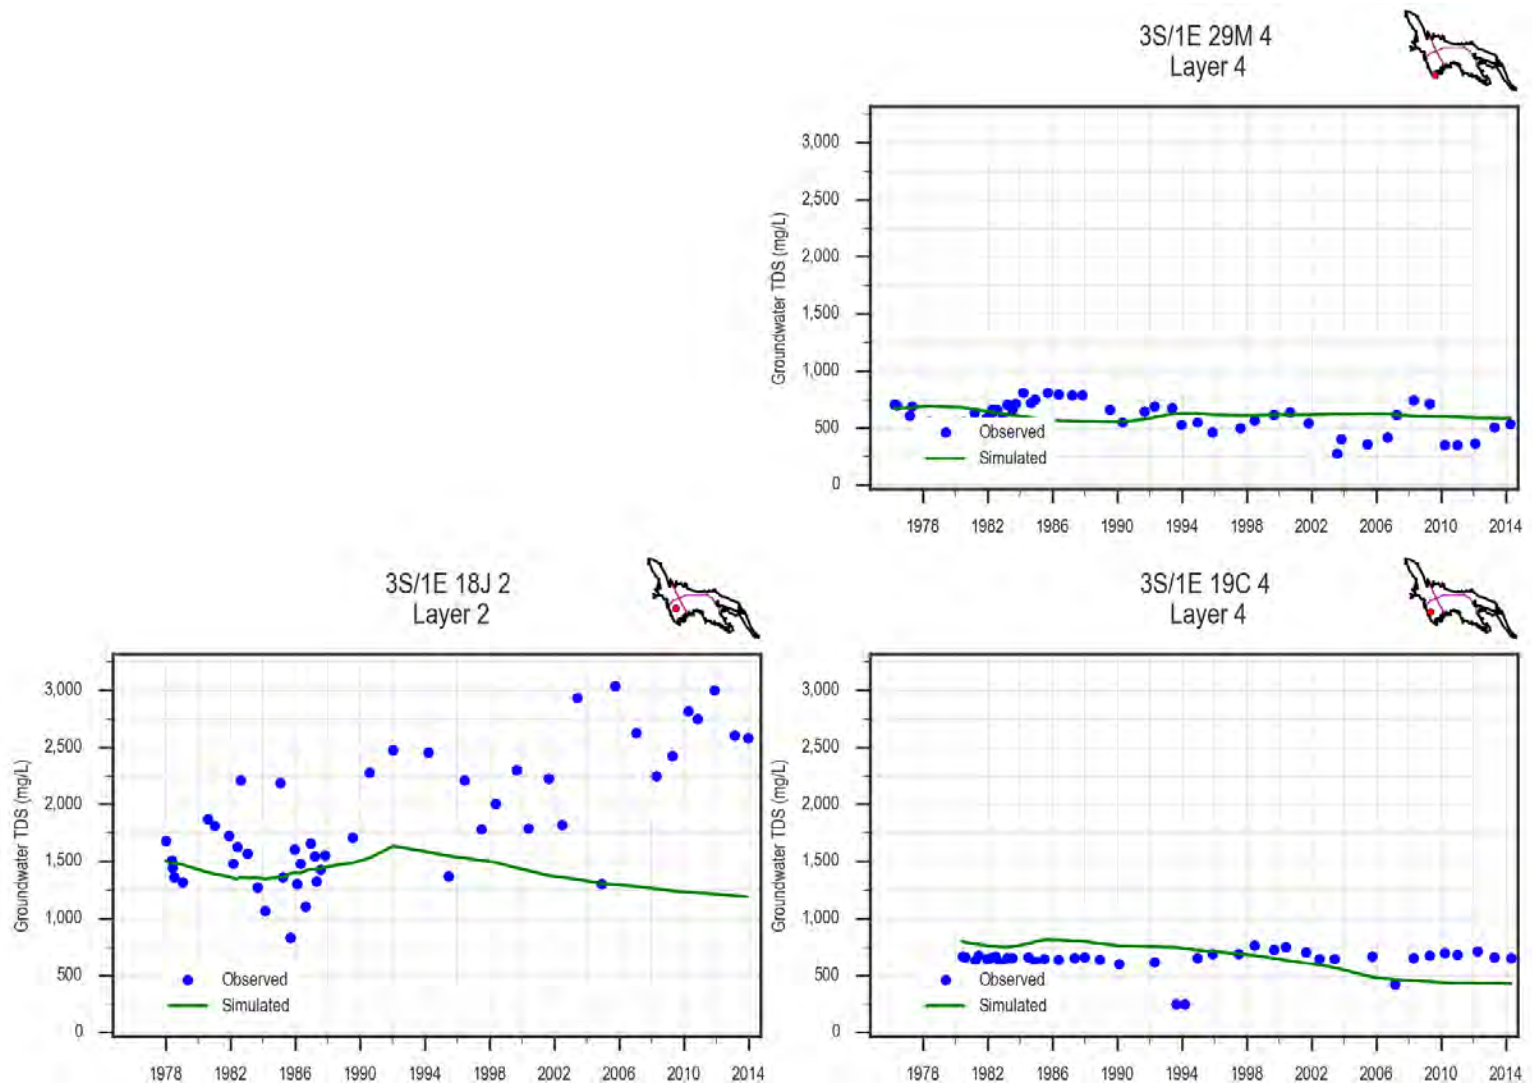 3S/1E 29M 4
Layer 4
Groundwater TDS (mg/L)
3,000
2,500
2,000
1,500
1,000
500
0
Observed
Simulated
1978 1982 1986 1990 1994 1998 2002 2006 2010 2014
3S/1E 18J 2
Layer 2
Groundwater TDS (mg/L)
3,000
2,500
2,000
1,500
1,000
500
0
Observed
Simulated
1978 1982 1986 1990 1994 1998 2002 2006 2010 2014
3S/1E 19C 4
Layer 4
Groundwater TDS (mg/L)
3,000
2,500
2,000
1,500
1,000
500
0
Observed
Simulated
1978 1982 1986 1990 1994 1998 2002 2006 2010 2014